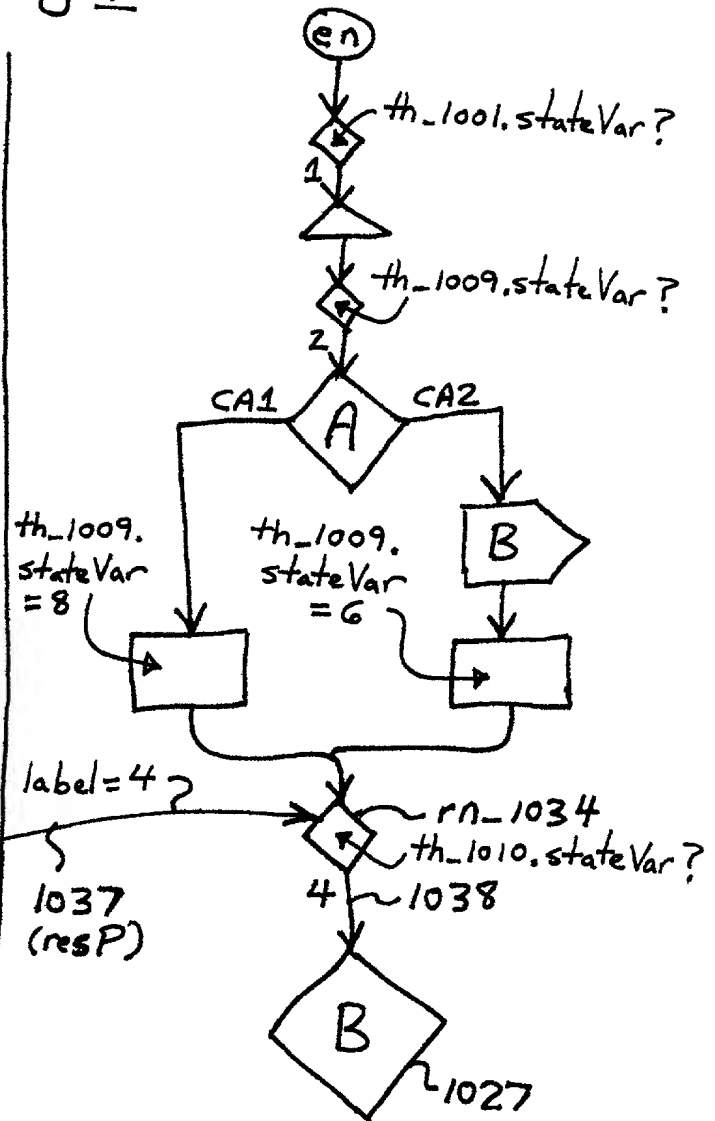 en
th_1001.stateVar?
1
th_1009.stateVar?
2
CA1
CA2
A
B
th_1009.
stateVar
=8
th_1009.
stateVar
=6
label=4
rn_1034
th_1010.stateVar?
1037
(resP)
4
1038
B
1027